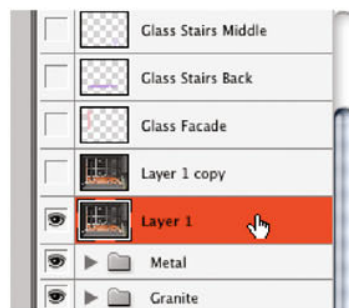 Glass Stairs Middle
Glass Stairs Back
Glass Facade
Layer 1 copy
Layer 1
Metal
Granite